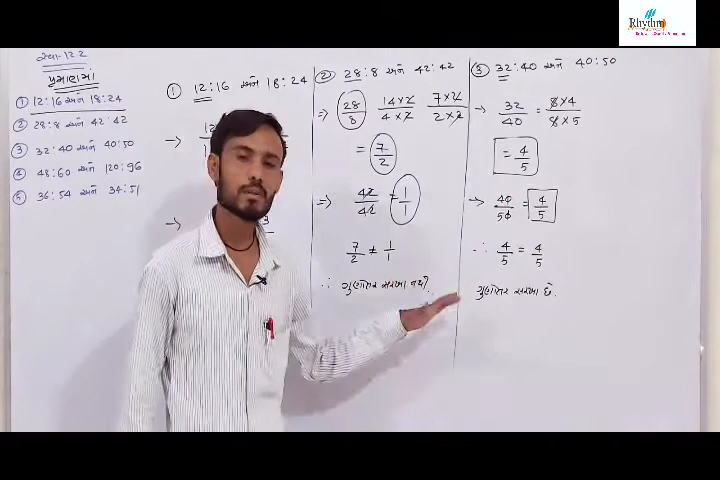 Rhythm
12.2
પ્રમાણમાં
① 12:16 અને 18:24
② 28:8 અને 42:42
③ 32:40 અને 40:50
④ 48:60 અને 120:96
⑤ 36:54 અને 34:51
① 12:16 અને 18:24
→ 12
→
② 28:8 અને 42:42
⇒ 28/8 14×2/4×2 7×2/2×2
= 7/2
⇒ 42/42 = 1/1
7/2 ≠ 1/1
∴ ગુણોત્તર સરખા નથી.
③ 32:40 અને 40:50
→ 32/40 = 8×4/8×5
= 4/5
→ 40/50 = 4/5
∴ 4/5 = 4/5
ગુણોત્તર સરખા છે.